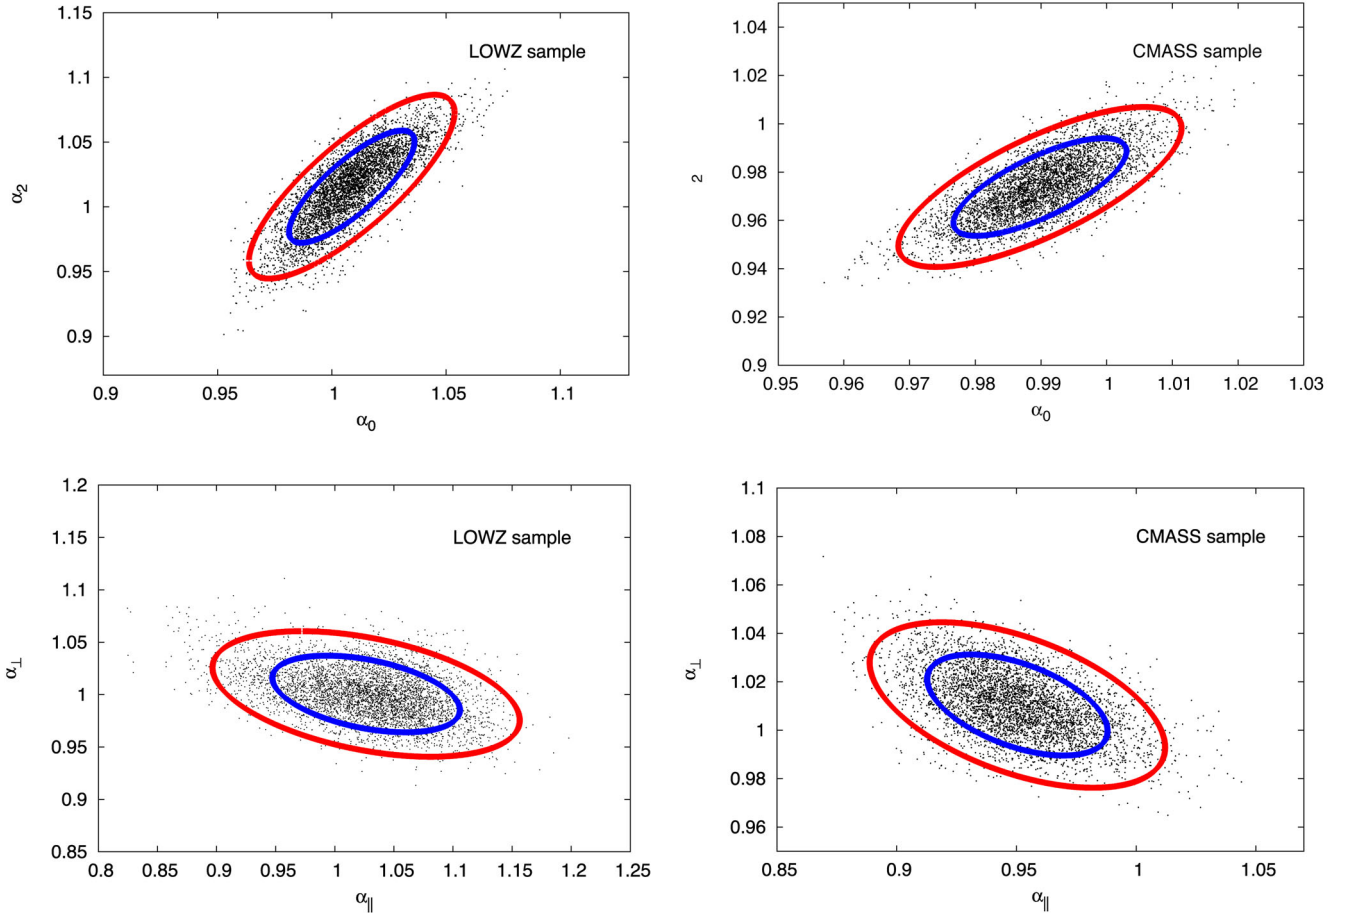 1.15
LOWZ sample
1.1
1.05
α₂
1
0.95
0.9
0.9 0.95 1 1.05 1.1
α₀
1.04
CMASS sample
1.02
1
0.98
2
0.96
0.94
0.92
0.9
0.95 0.96 0.97 0.98 0.99 1 1.01 1.02 1.03
α₀
1.2
LOWZ sample
1.15
1.1
1.05
α⊥
1
0.95
0.9
0.85
0.8 0.85 0.9 0.95 1 1.05 1.1 1.15 1.2 1.25
α∥
1.1
CMASS sample
1.08
1.06
1.04
α⊥
1.02
1
0.98
0.96
0.85 0.9 0.95 1 1.05
α∥